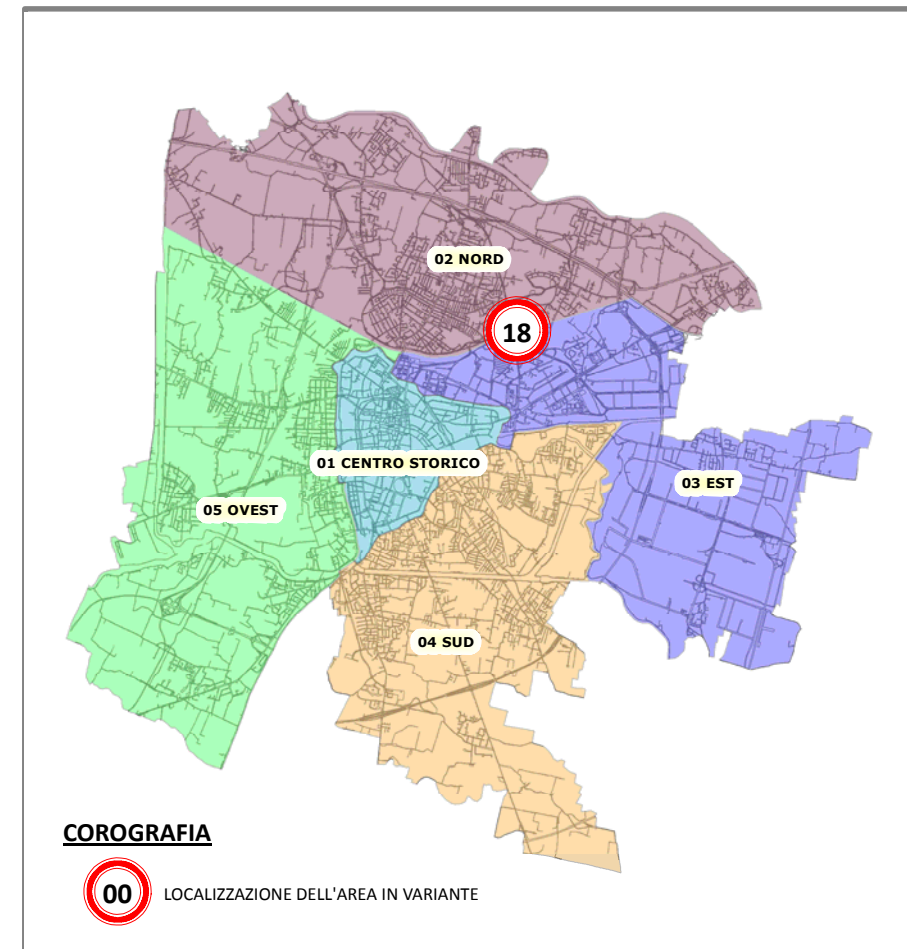 02 NORD
18
01 CENTRO STORICO
03 EST
05 OVEST
04 SUD
COROGRAFIA
00 LOCALIZZAZIONE DELL'AREA IN VARIANTE